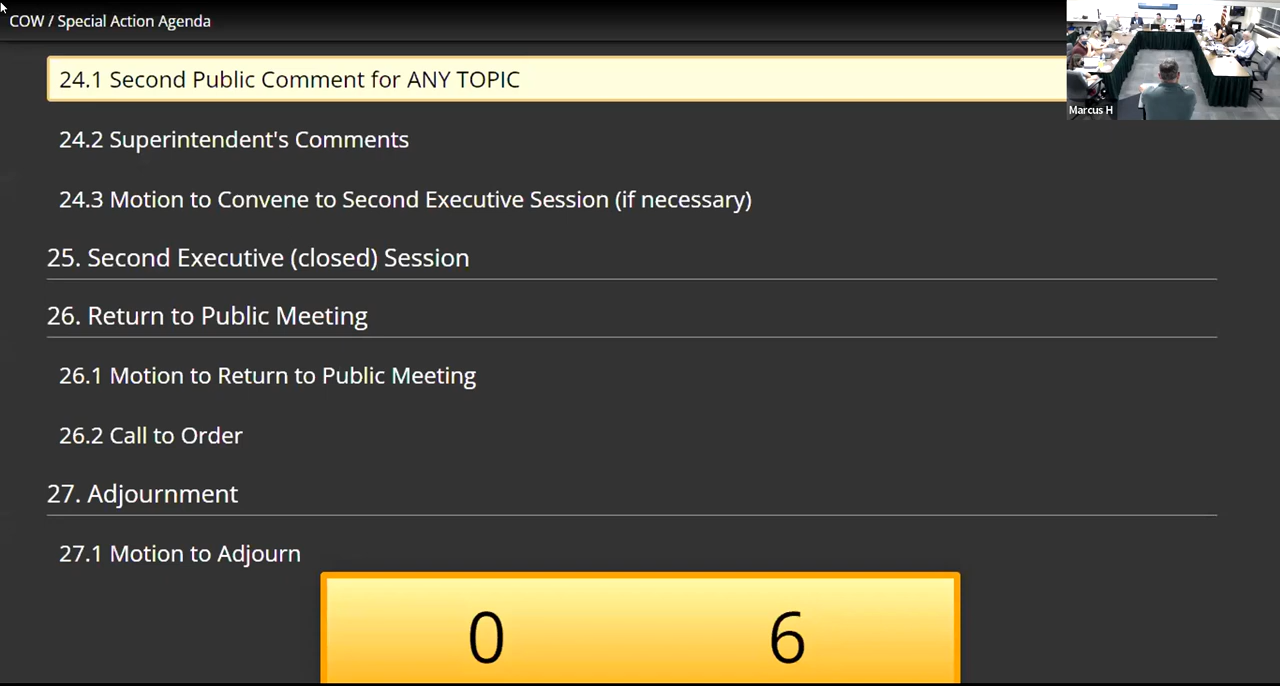 COW / Special Action Agenda
24.1 Second Public Comment for ANY TOPIC
24.2 Superintendent's Comments
24.3 Motion to Convene to Second Executive Session (if necessary)
25. Second Executive (closed) Session
26. Return to Public Meeting
26.1 Motion to Return to Public Meeting
26.2 Call to Order
27. Adjournment
27.1 Motion to Adjourn
0 6
Marcus H